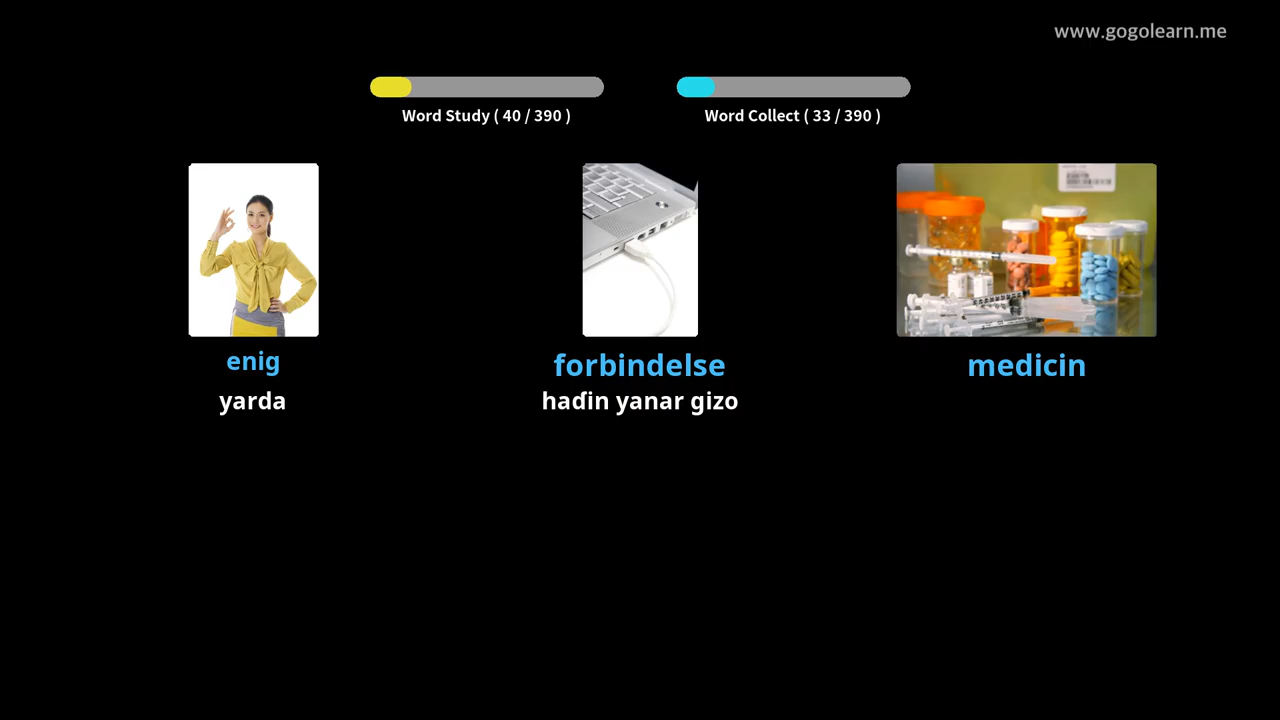 www.gogolearn.me
Word Study ( 40 / 390 )
Word Collect ( 33 / 390 )
enig
yarda
forbindelse
haɗin yanar gizo
medicin